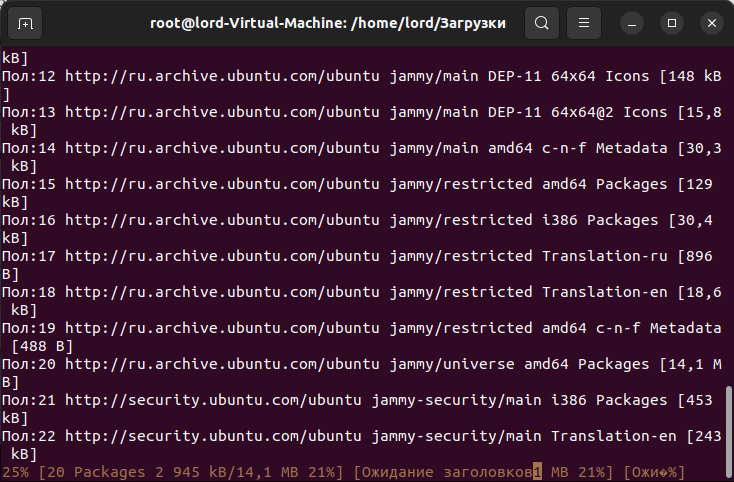 root@lord-Virtual-Machine: /home/lord/Загрузки
kB]
Пол:12 http://ru.archive.ubuntu.com/ubuntu jammy/main DEP-11 64x64 Icons [148 kB
]
Пол:13 http://ru.archive.ubuntu.com/ubuntu jammy/main DEP-11 64x64@2 Icons [15,8
 kB]
Пол:14 http://ru.archive.ubuntu.com/ubuntu jammy/main amd64 c-n-f Metadata [30,3
 kB]
Пол:15 http://ru.archive.ubuntu.com/ubuntu jammy/restricted amd64 Packages [129
kB]
Пол:16 http://ru.archive.ubuntu.com/ubuntu jammy/restricted i386 Packages [30,4
kB]
Пол:17 http://ru.archive.ubuntu.com/ubuntu jammy/restricted Translation-ru [896
B]
Пол:18 http://ru.archive.ubuntu.com/ubuntu jammy/restricted Translation-en [18,6
 kB]
Пол:19 http://ru.archive.ubuntu.com/ubuntu jammy/restricted amd64 c-n-f Metadata
 [488 B]
Пол:20 http://ru.archive.ubuntu.com/ubuntu jammy/universe amd64 Packages [14,1 M
B]
Пол:21 http://security.ubuntu.com/ubuntu jammy-security/main i386 Packages [453
kB]
Пол:22 http://security.ubuntu.com/ubuntu jammy-security/main Translation-en [243
 kB]
25% [20 Packages 2 945 kB/14,1 MB 21%] [Ожидание заголовков1 MB 21%] [Ожи�%]